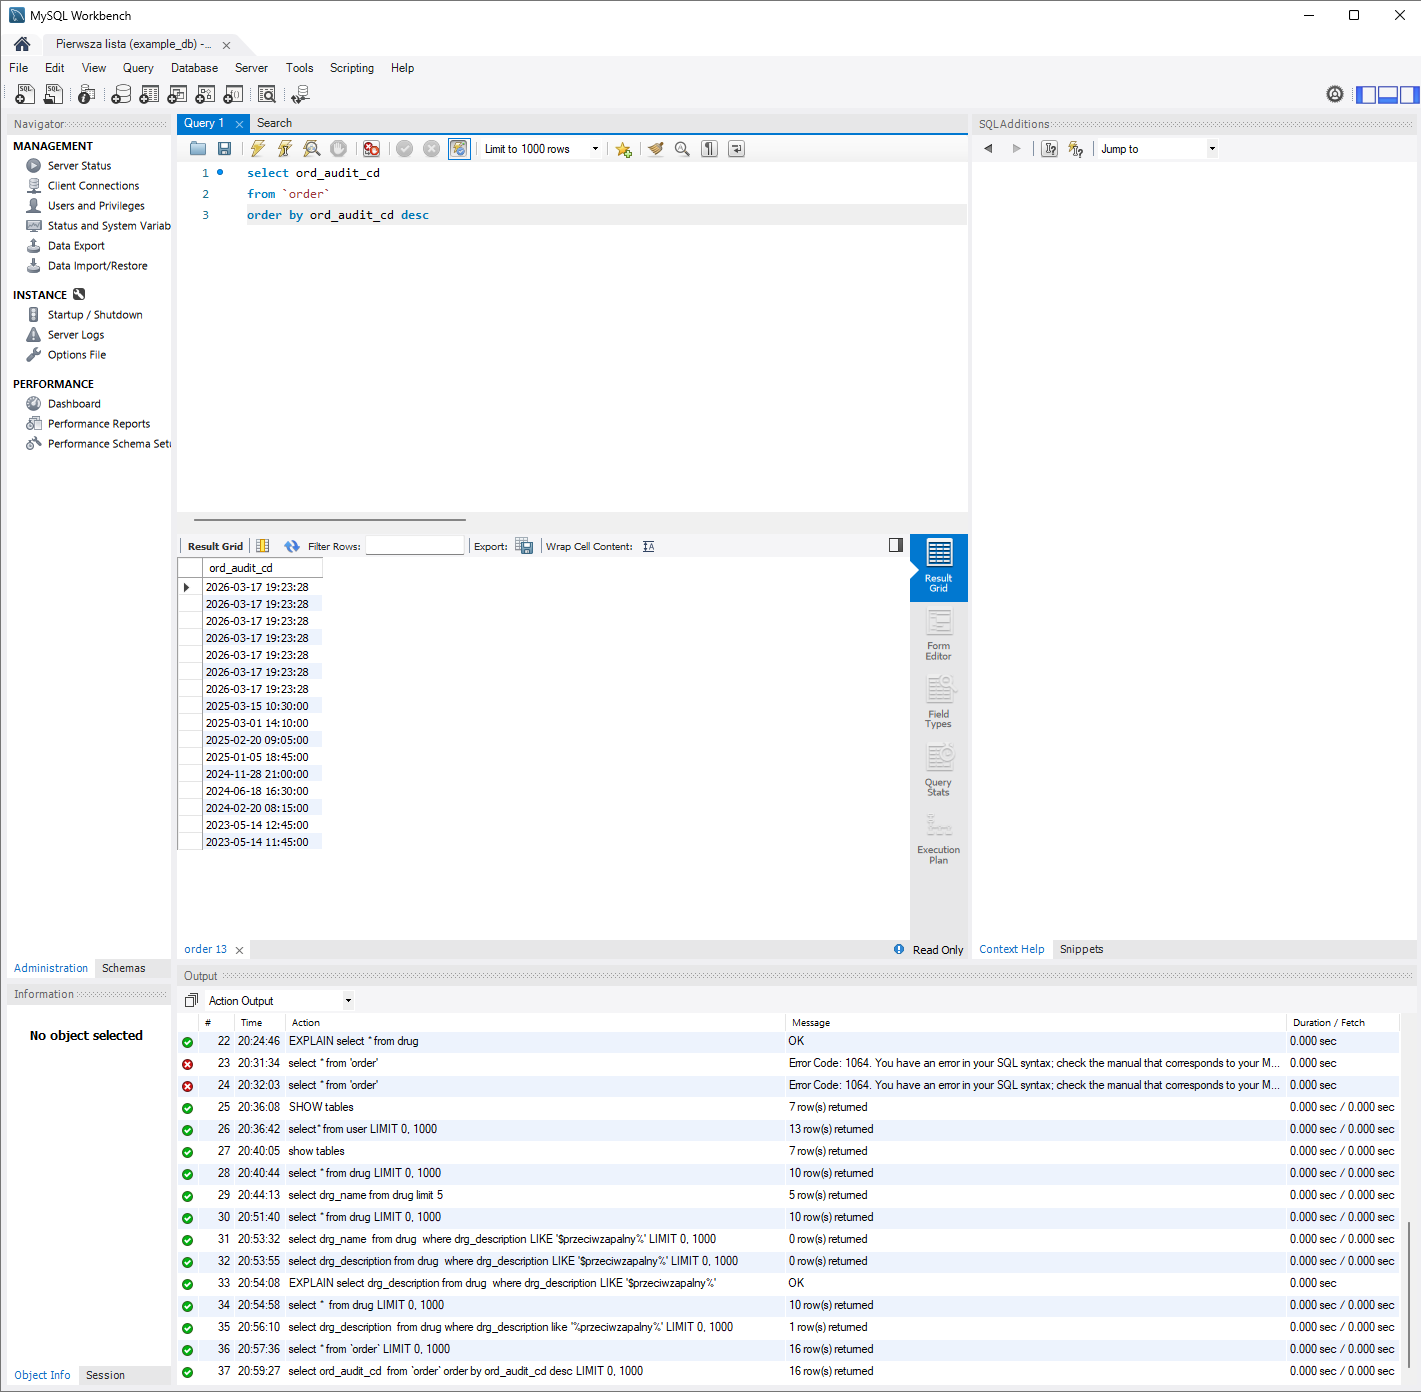 MySQL Workbench
Pierwsza lista (example_db) -...
File Edit View Query Database Server Tools Scripting Help
Navigator
MANAGEMENT
Server Status
Client Connections
Users and Privileges
Status and System Variab
Data Export
Data Import/Restore
INSTANCE
Startup / Shutdown
Server Logs
Options File
PERFORMANCE
Dashboard
Performance Reports
Performance Schema Setu
Administration Schemas
Information
No object selected
Object Info Session
Query 1 Search
Limit to 1000 rows
1 select ord_audit_cd
2 from `order`
3 order by ord_audit_cd desc
Result Grid Filter Rows: Export: Wrap Cell Content:
ord_audit_cd
2026-03-17 19:23:28
2026-03-17 19:23:28
2026-03-17 19:23:28
2026-03-17 19:23:28
2026-03-17 19:23:28
2026-03-17 19:23:28
2026-03-17 19:23:28
2025-03-15 10:30:00
2025-03-01 14:10:00
2025-02-20 09:05:00
2025-01-05 18:45:00
2024-11-28 21:00:00
2024-06-18 16:30:00
2024-02-20 08:15:00
2023-05-14 12:45:00
2023-05-14 11:45:00
Result
Grid
Form
Editor
Field
Types
Query
Stats
Execution
Plan
order 13
Read Only
SQLAdditions
Jump to
Context Help Snippets
Output
Action Output
# Time Action Message Duration / Fetch
22 20:24:46 EXPLAIN select * from drug OK 0.000 sec
23 20:31:34 select * from 'order' Error Code: 1064. You have an error in your SQL syntax; check the manual that corresponds to your M... 0.000 sec
24 20:32:03 select * from 'order' Error Code: 1064. You have an error in your SQL syntax; check the manual that corresponds to your M... 0.000 sec
25 20:36:08 SHOW tables 7 row(s) returned 0.000 sec / 0.000 sec
26 20:36:42 select* from user LIMIT 0, 1000 13 row(s) returned 0.000 sec / 0.000 sec
27 20:40:05 show tables 7 row(s) returned 0.000 sec / 0.000 sec
28 20:40:44 select * from drug LIMIT 0, 1000 10 row(s) returned 0.000 sec / 0.000 sec
29 20:44:13 select drg_name from drug limit 5 5 row(s) returned 0.000 sec / 0.000 sec
30 20:51:40 select * from drug LIMIT 0, 1000 10 row(s) returned 0.000 sec / 0.000 sec
31 20:53:32 select drg_name from drug where drg_description LIKE '$przeciwzapalny%' LIMIT 0, 1000 0 row(s) returned 0.000 sec / 0.000 sec
32 20:53:55 select drg_description from drug where drg_description LIKE '$przeciwzapalny%' LIMIT 0, 1000 0 row(s) returned 0.000 sec / 0.000 sec
33 20:54:08 EXPLAIN select drg_description from drug where drg_description LIKE '$przeciwzapalny%' OK 0.000 sec
34 20:54:58 select * from drug LIMIT 0, 1000 10 row(s) returned 0.000 sec / 0.000 sec
35 20:56:10 select drg_description from drug where drg_description like '%przeciwzapalny%' LIMIT 0, 1000 1 row(s) returned 0.000 sec / 0.000 sec
36 20:57:36 select * from `order` LIMIT 0, 1000 16 row(s) returned 0.000 sec / 0.000 sec
37 20:59:27 select ord_audit_cd from `order` order by ord_audit_cd desc LIMIT 0, 1000 16 row(s) returned 0.000 sec / 0.000 sec